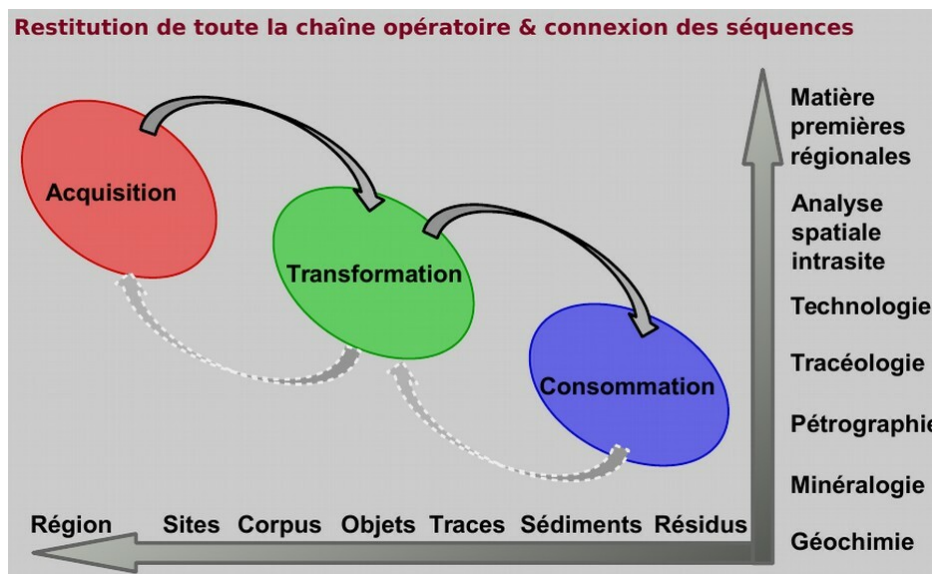 Restitution de toute la chaîne opératoire & connexion des séquences
Acquisition
Transformation
Consommation
Matière
premières
régionales
Analyse
spatiale
intrasite
Technologie
Tracéologie
Pétrographie
Minéralogie
Géochimie
Région Sites Corpus Objets Traces Sédiments Résidus